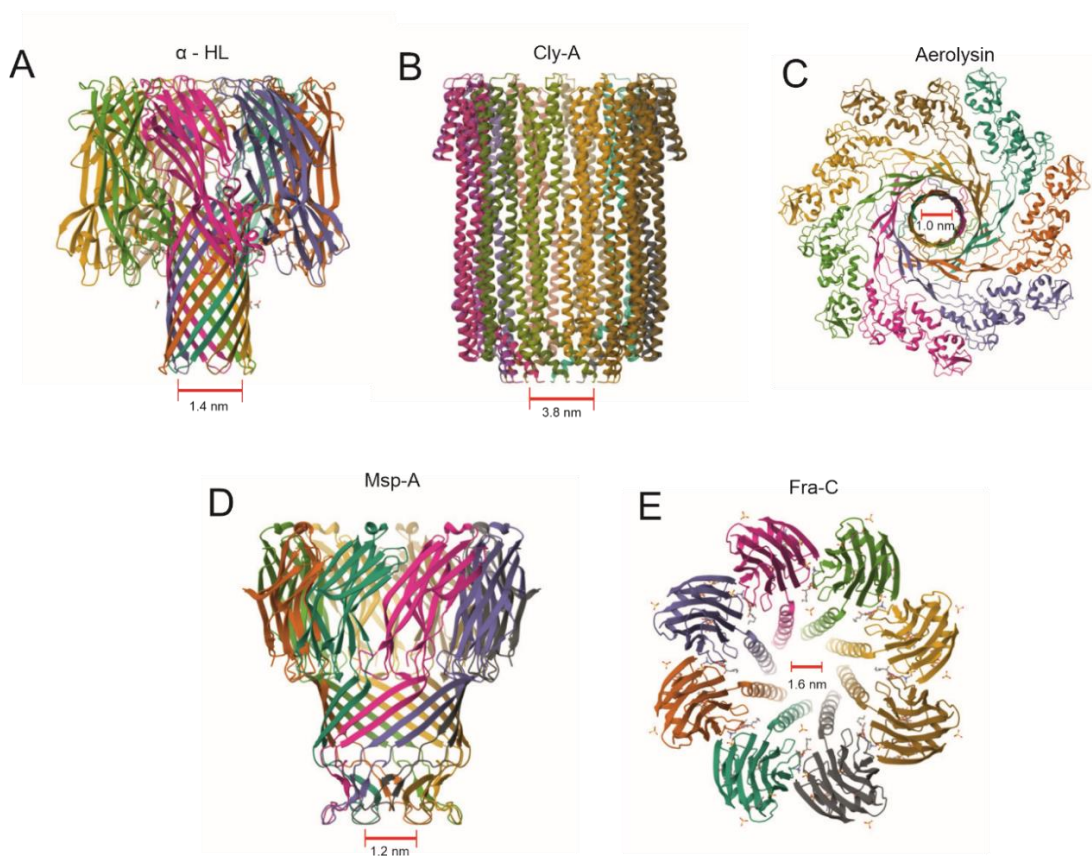 A
α - HL
1.4 nm
B
Cly-A
3.8 nm
C
Aerolysin
1.0 nm
D
Msp-A
1.2 nm
E
Fra-C
1.6 nm